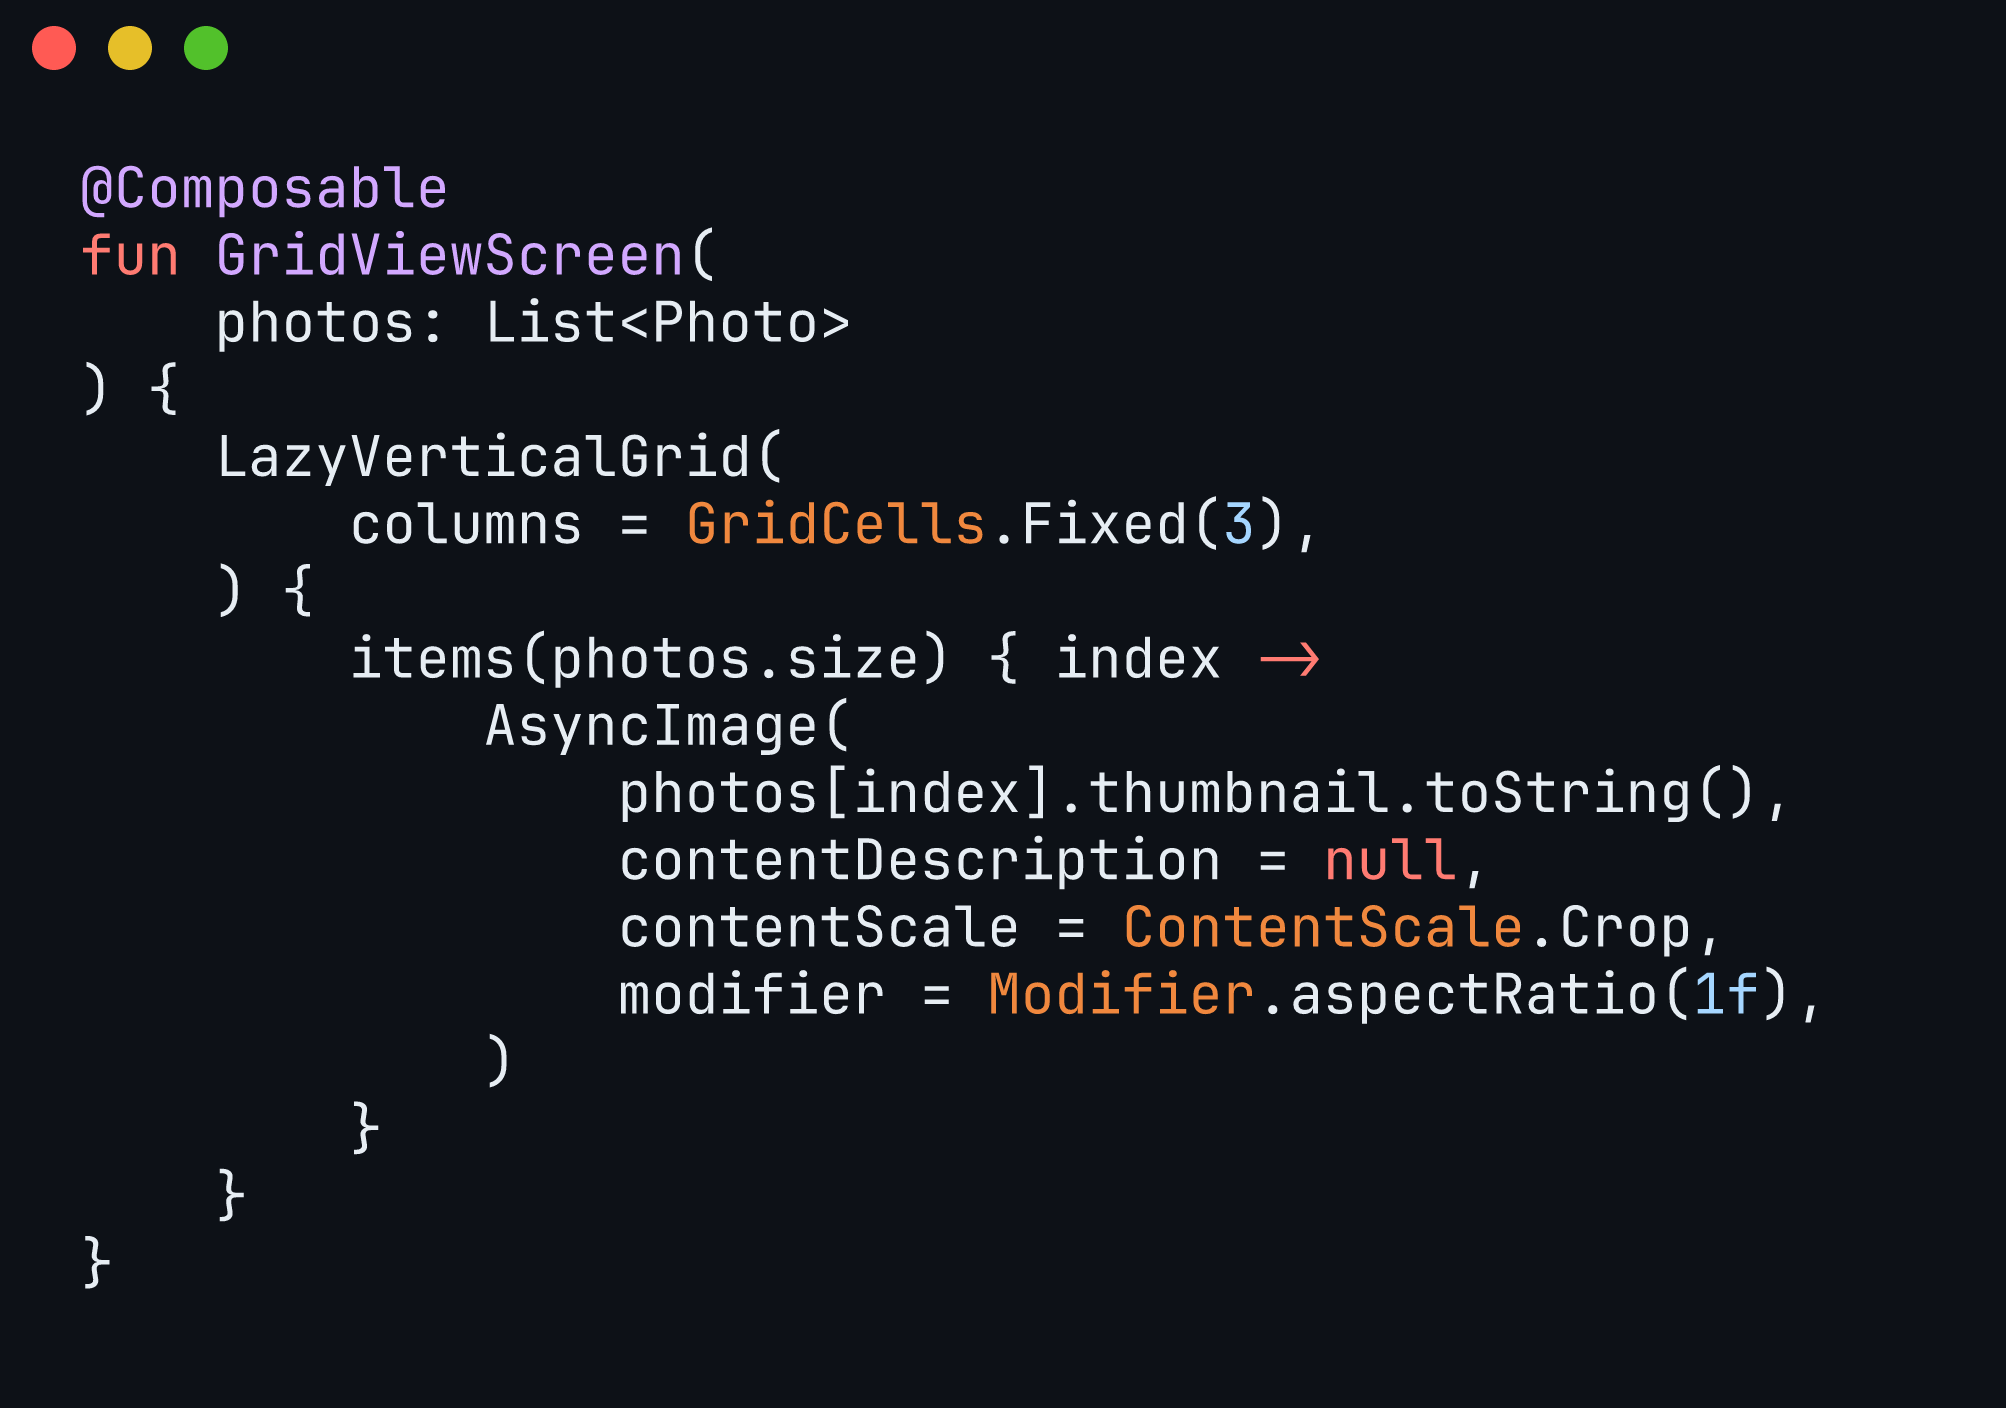 @Composable
fun GridViewScreen(
    photos: List<Photo>
) {
    LazyVerticalGrid(
        columns = GridCells.Fixed(3),
    ) {
        items(photos.size) { index ->
            AsyncImage(
                photos[index].thumbnail.toString(),
                contentDescription = null,
                contentScale = ContentScale.Crop,
                modifier = Modifier.aspectRatio(1f),
            )
        }
    }
}